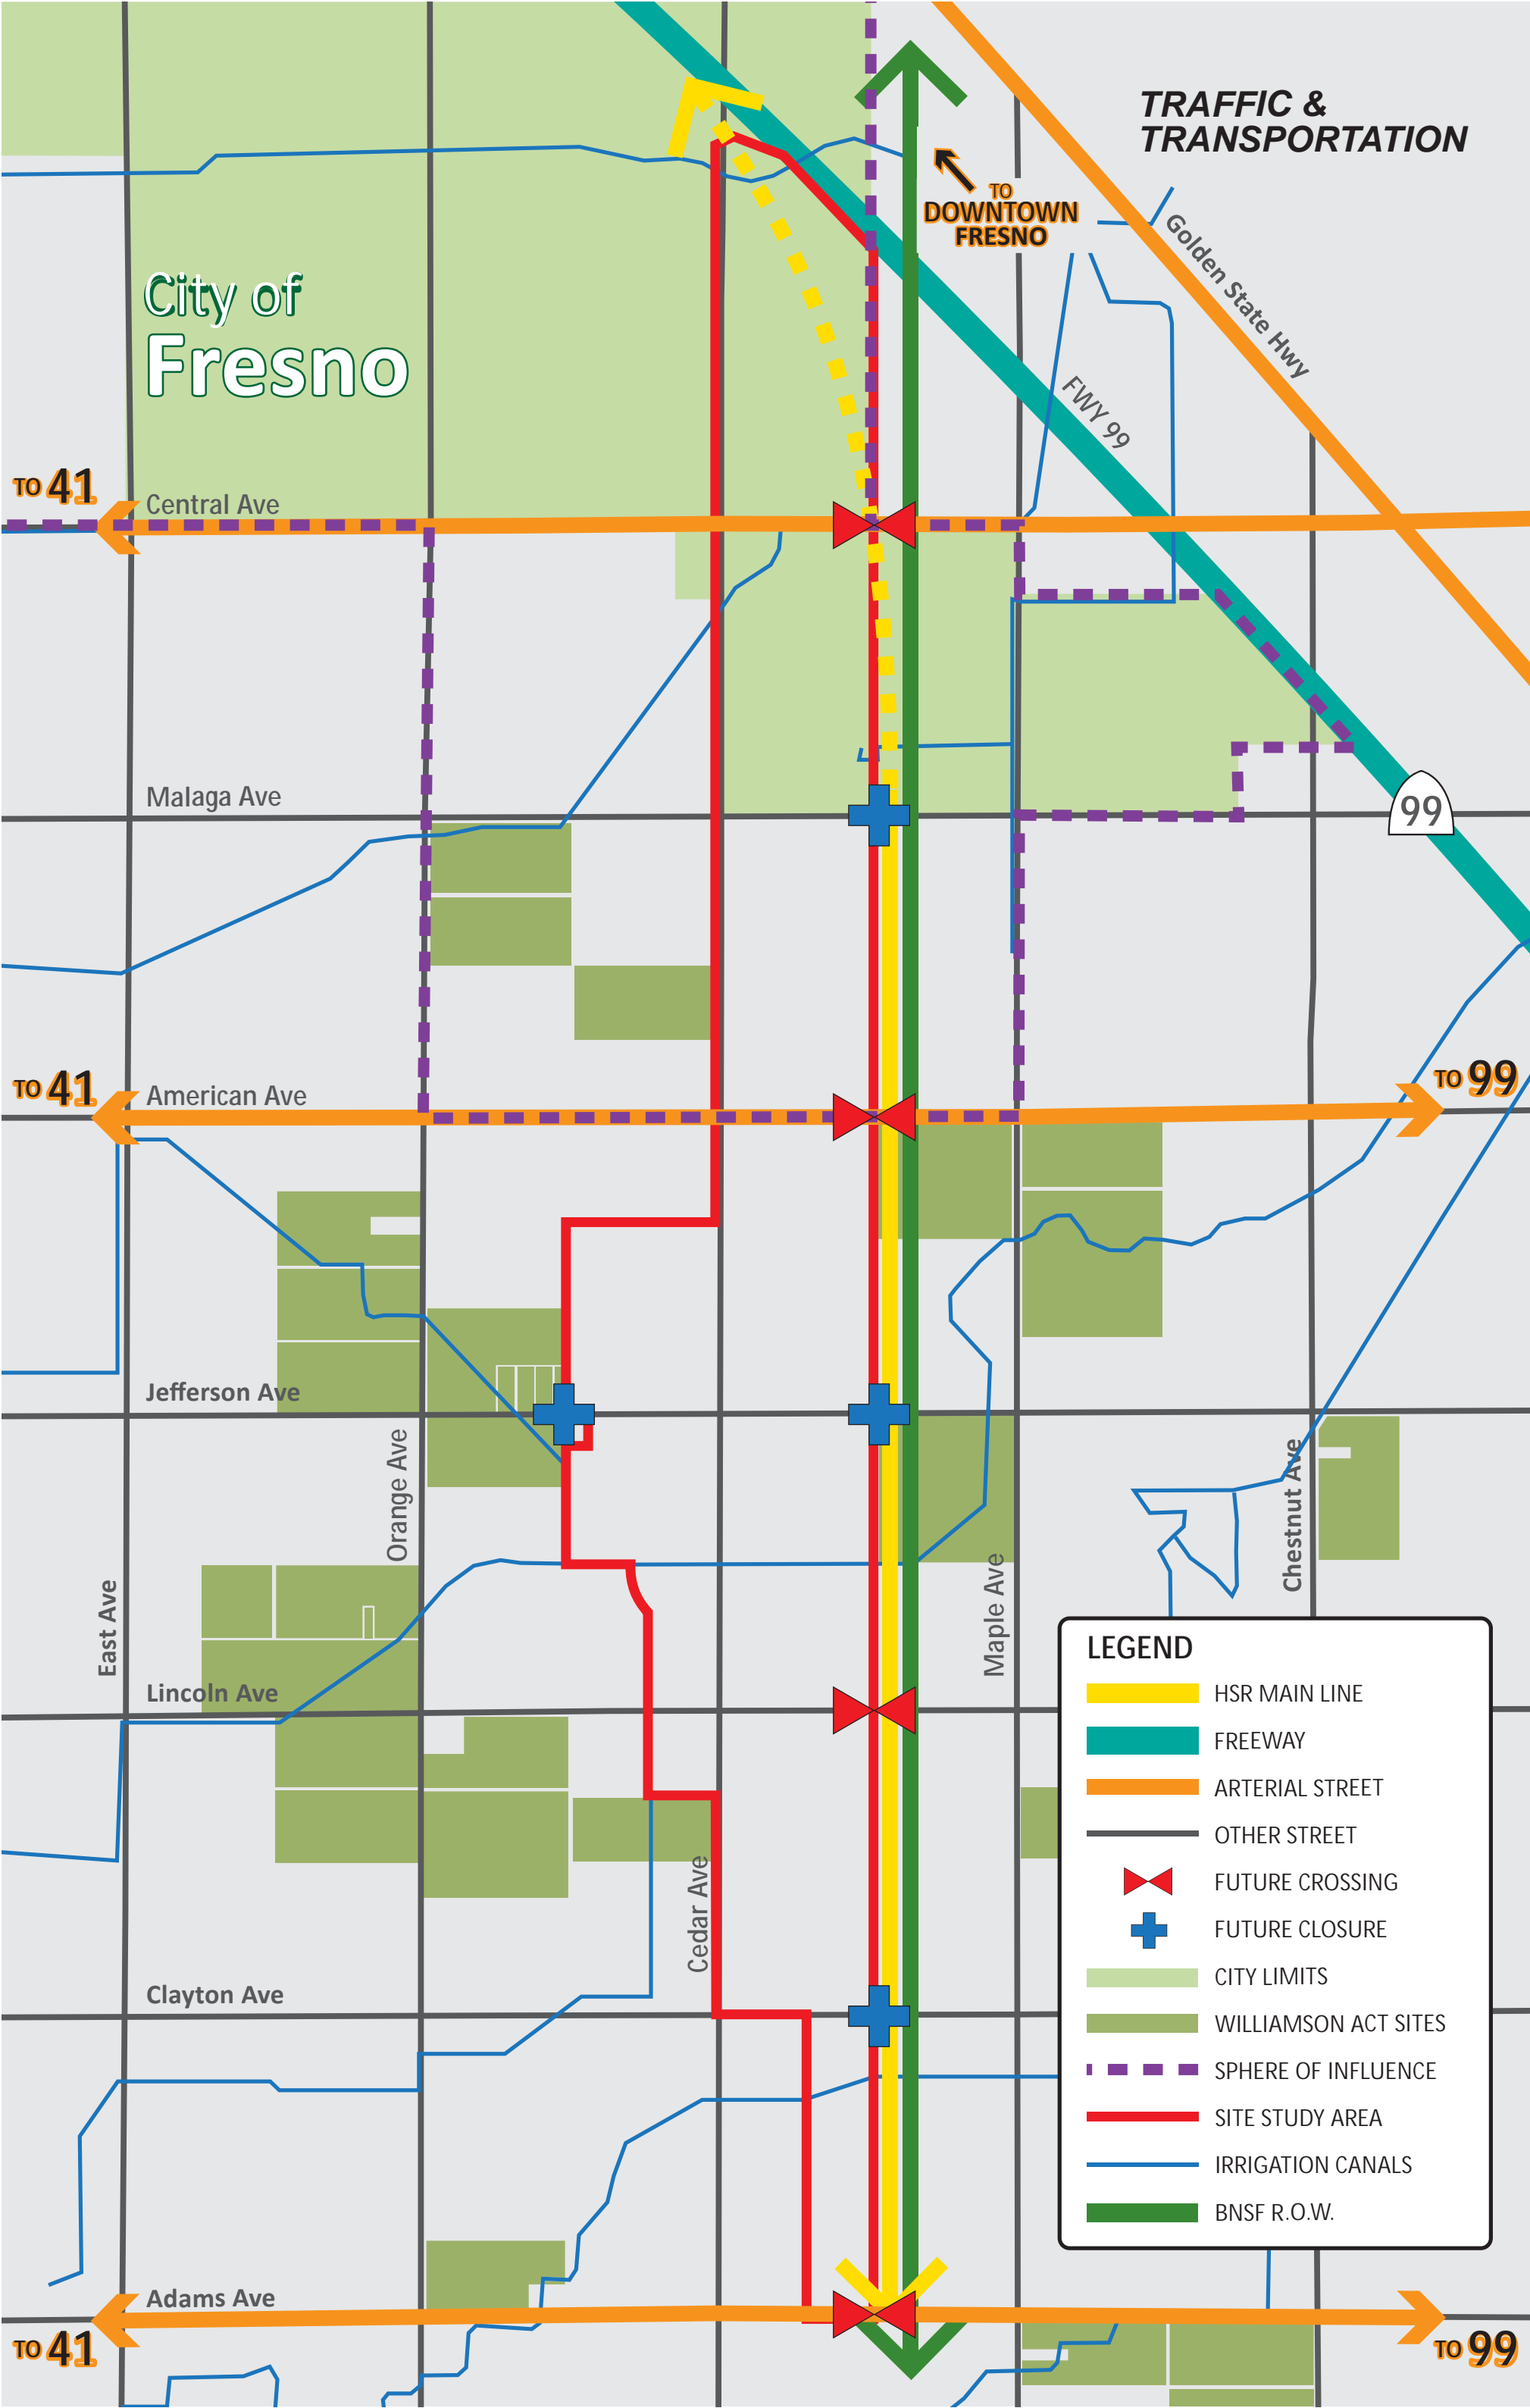 TRAFFIC &
TRANSPORTATION
TO
DOWNTOWN
FRESNO
Golden State Hwy
City of
Fresno
FWY 99
TO 41
Central Ave
Malaga Ave
99
TO 41
American Ave
TO 99
Jefferson Ave
Orange Ave
Chestnut Ave
East Ave
Maple Ave
Lincoln Ave
Cedar Ave
Clayton Ave
LEGEND
HSR MAIN LINE
FREEWAY
ARTERIAL STREET
OTHER STREET
FUTURE CROSSING
FUTURE CLOSURE
CITY LIMITS
WILLIAMSON ACT SITES
SPHERE OF INFLUENCE
SITE STUDY AREA
IRRIGATION CANALS
BNSF R.O.W.
Adams Ave
TO 41
TO 99